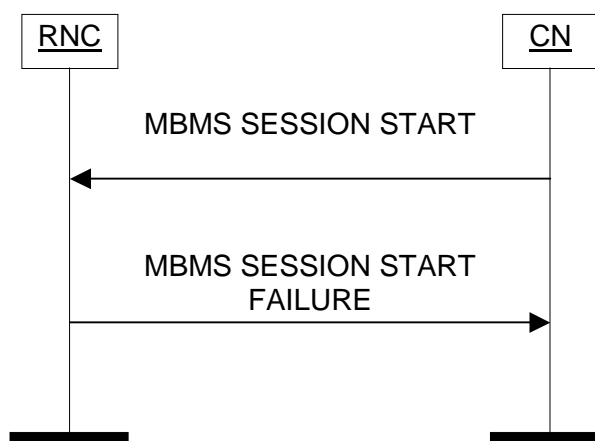 RNC
CN
MBMS SESSION START
MBMS SESSION START
FAILURE